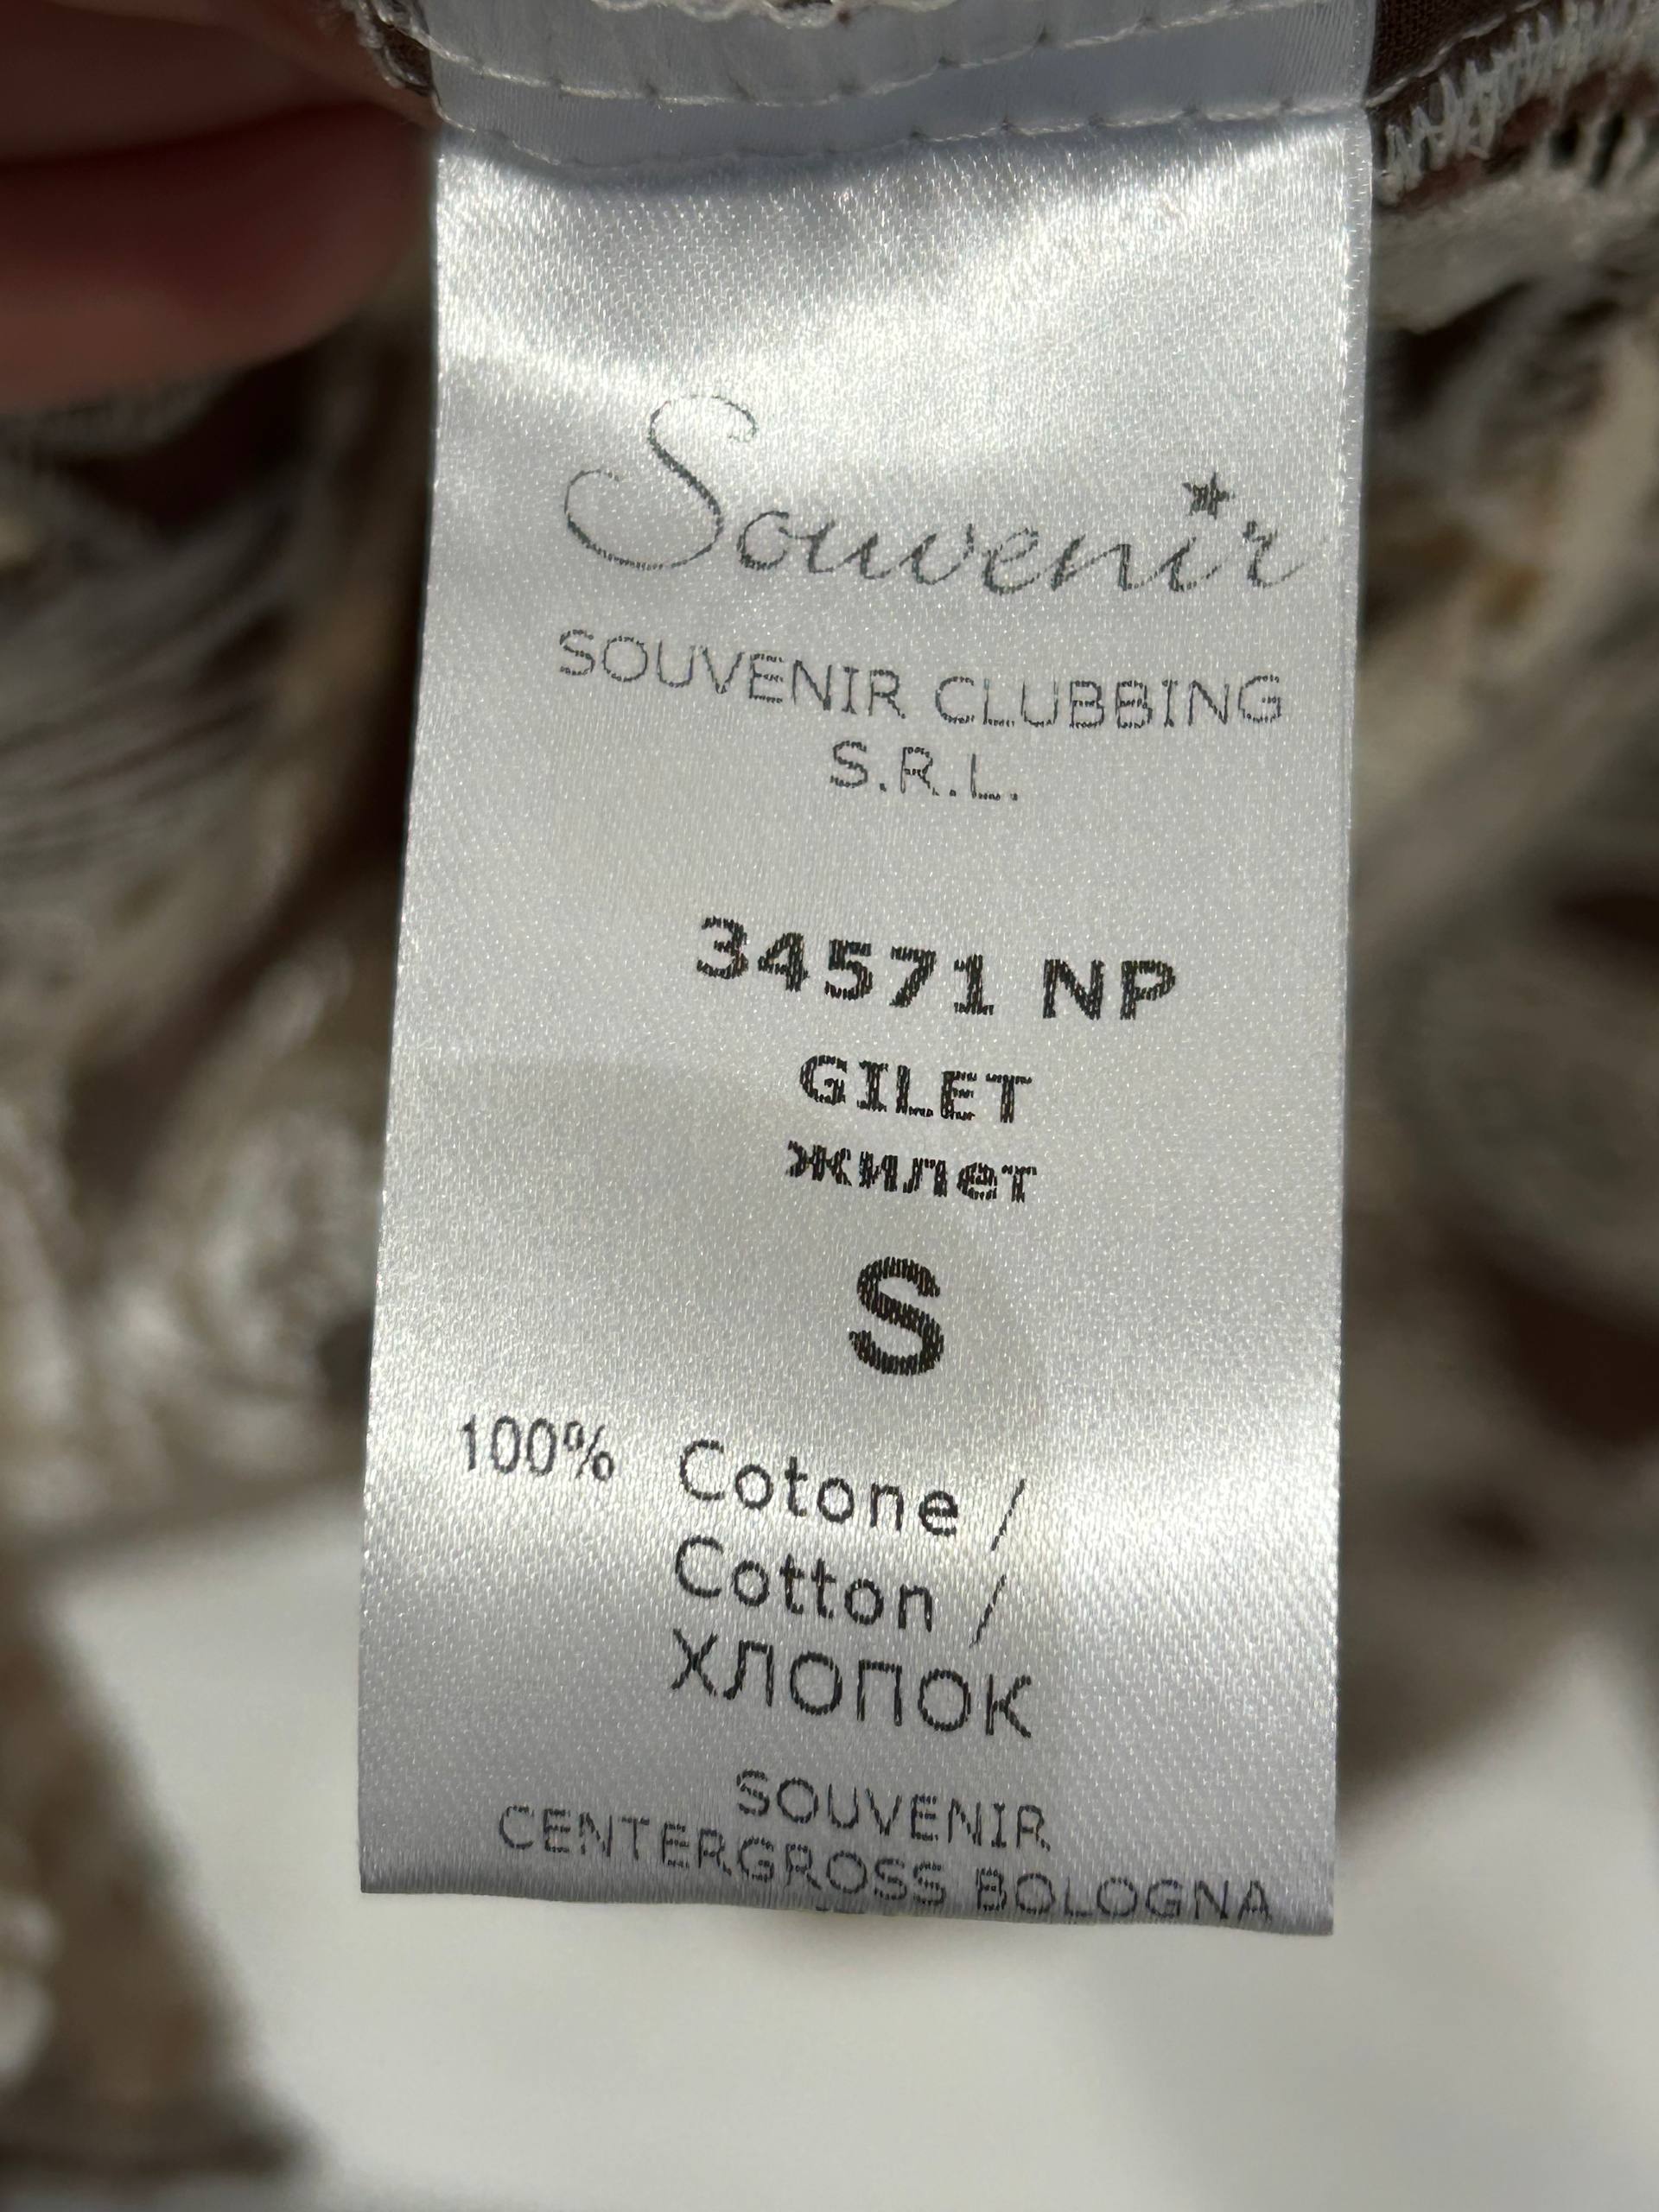 Souvenir
SOUVENIR CLUBBING
S.R.L.
34571 NP
GILET
жилет
S
100% Cotone /
Cotton /
ХЛОПОК
SOUVENIR
CENTERGROSS BOLOGNA